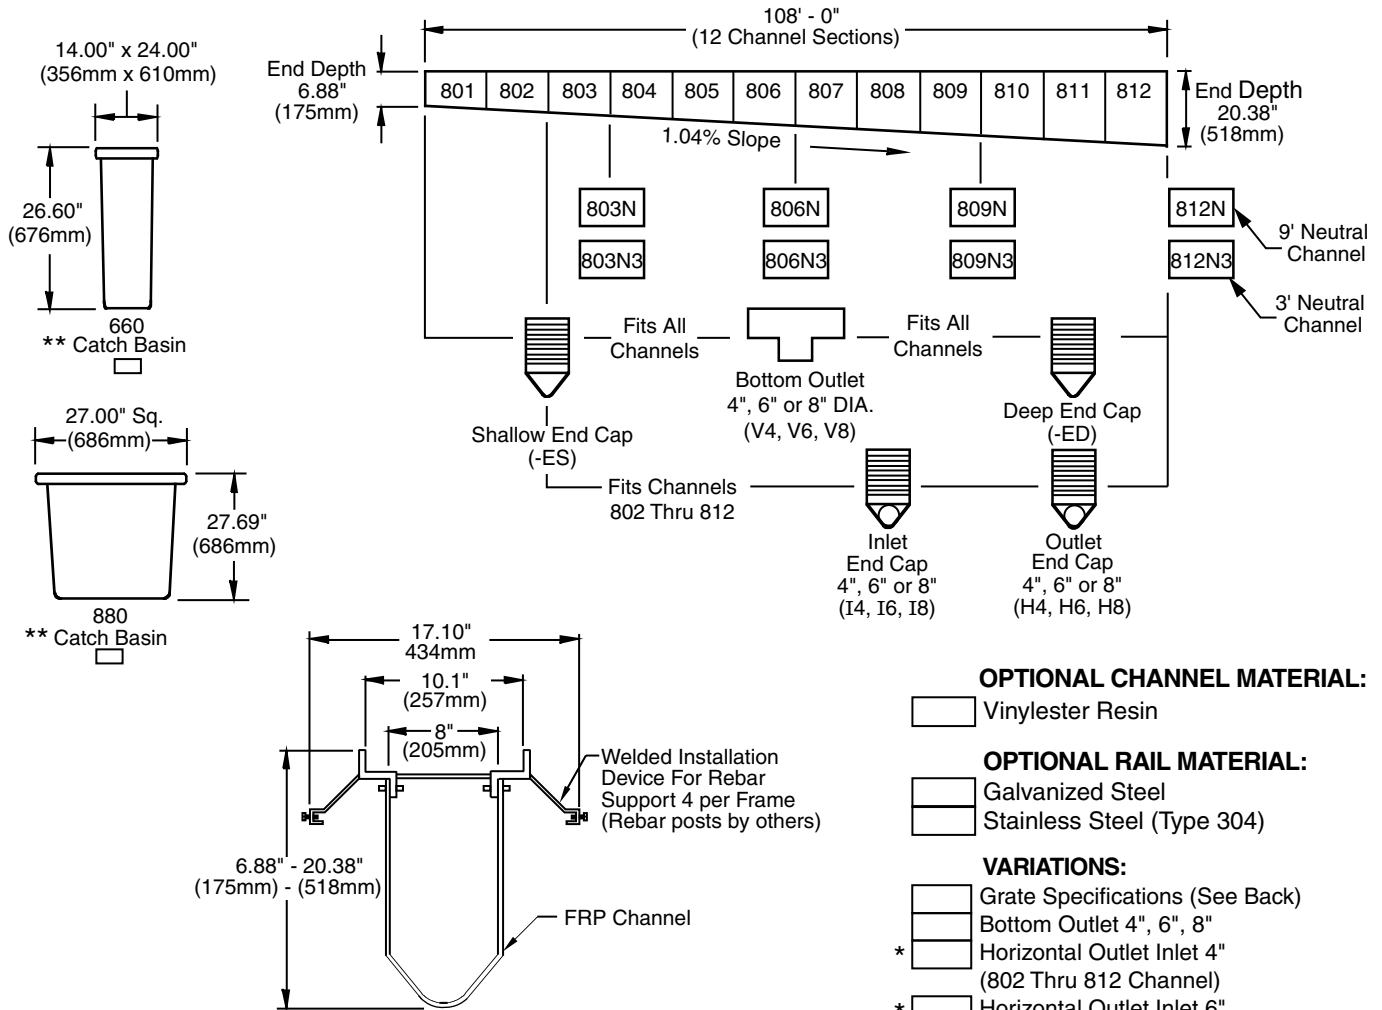 108' - 0"
(12 Channel Sections)
14.00" x 24.00"
(356mm x 610mm)
End Depth
6.88"
(175mm)
801 802 803 804 805 806 807 808 809 810 811 812
End Depth
20.38"
(518mm)
1.04% Slope
26.60"
(676mm)
803N 806N 809N 812N
803N3 806N3 809N3 812N3
9' Neutral
Channel
3' Neutral
Channel
660
** Catch Basin
Fits All
Channels
Fits All
Channels
Bottom Outlet
4", 6" or 8" DIA.
(V4, V6, V8)
Shallow End Cap
(-ES)
Deep End Cap
(-ED)
27.00" Sq.
(686mm)
27.69"
(686mm)
880
** Catch Basin
Fits Channels
802 Thru 812
Inlet
End Cap
4", 6" or 8"
(I4, I6, I8)
Outlet
End Cap
4", 6" or 8"
(H4, H6, H8)
17.10"
434mm
10.1"
(257mm)
8"
(205mm)
Welded Installation
Device For Rebar
Support 4 per Frame
(Rebar posts by others)
6.88" - 20.38"
(175mm) - (518mm)
FRP Channel
OPTIONAL CHANNEL MATERIAL:
Vinylester Resin
OPTIONAL RAIL MATERIAL:
Galvanized Steel
Stainless Steel (Type 304)
VARIATIONS:
Grate Specifications (See Back)
Bottom Outlet 4", 6", 8"
* Horizontal Outlet Inlet 4"
(802 Thru 812 Channel)
* Horizontal Outlet Inlet 6"